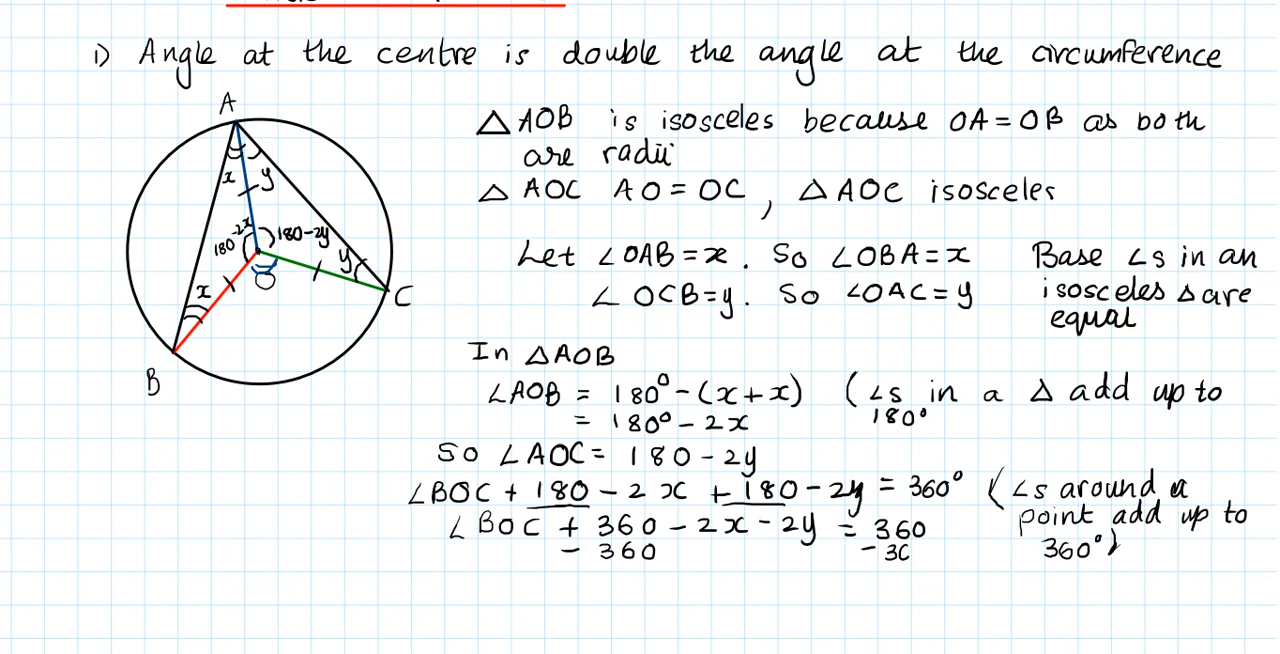 i) Angle at the centre is double the angle at the circumference
A
△ AOB is isosceles because OA = OB as both
are radii
x y
△ AOC AO = OC, △ AOC isosceles
180-2x 180-2y
Let ∠OAB = x. So ∠OBA = x Base ∠s in an
y
O
x
C
∠ OCB = y. So ∠OAC = y isosceles △ are
equal
In △AOB
B
∠AOB = 180° - (x + x) (∠s in a △ add up to
= 180° - 2x 180°
So ∠AOC = 180 - 2y
∠BOC + 180 - 2x + 180 - 2y = 360° (∠s around a
∠BOC + 360 - 2x - 2y = 360 point add up to
- 360 - 36 360°)